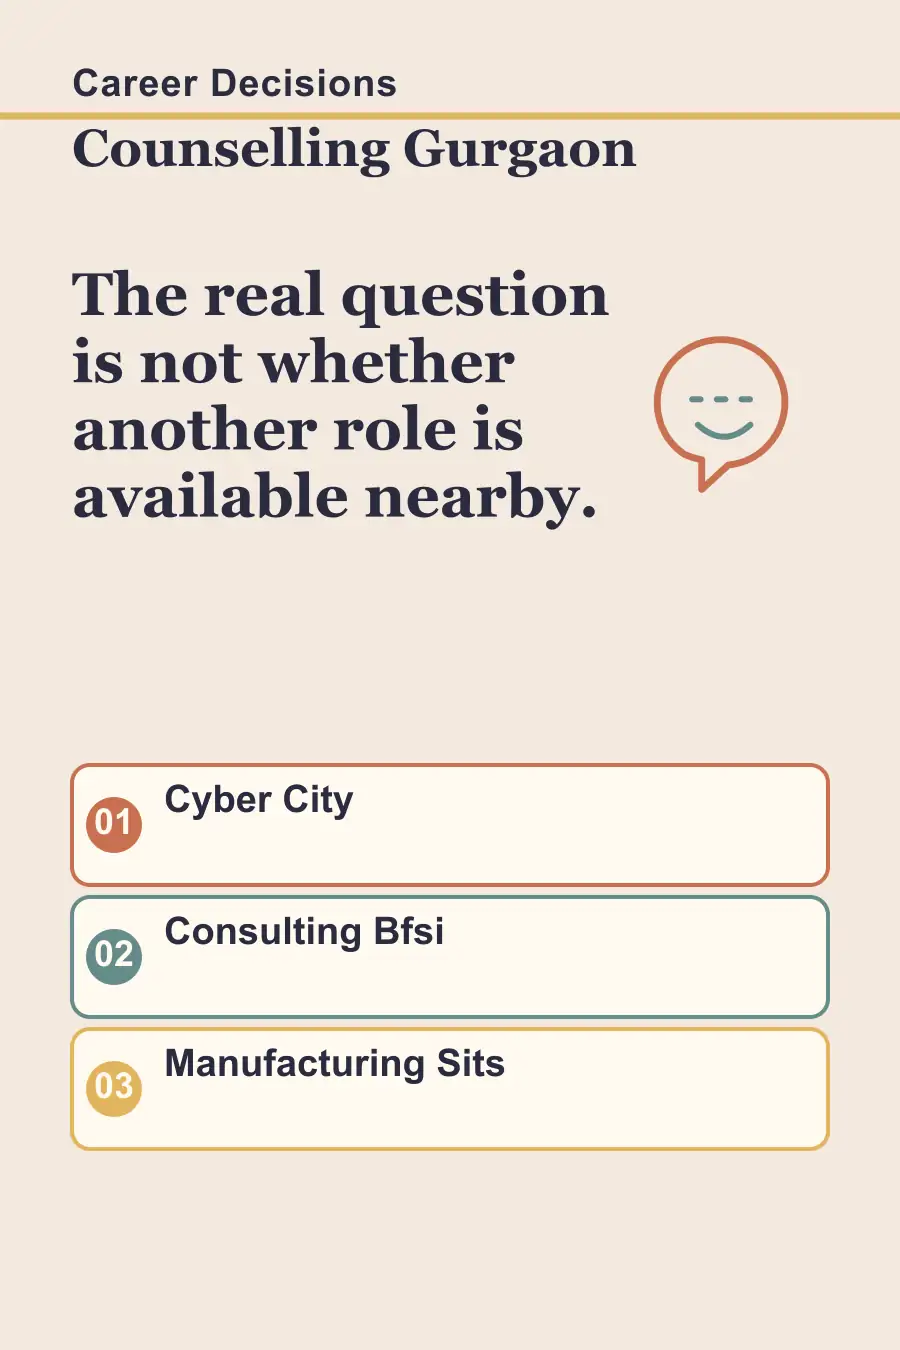 Career Decisions
Counselling Gurgaon
The real question
is not whether
another role is
available nearby.
01
Cyber City
02
Consulting Bfsi
03
Manufacturing Sits